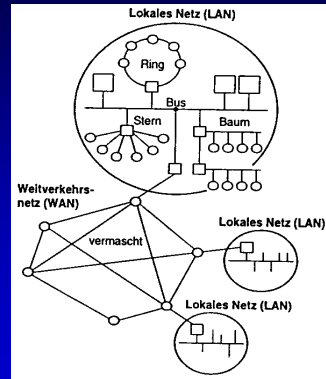 Lokales Netz (LAN)
Ring
Bus
Stern
Baum
Weitverkehrs-
netz (WAN)
vermascht
Lokales Netz (LAN)
Lokales Netz (LAN)